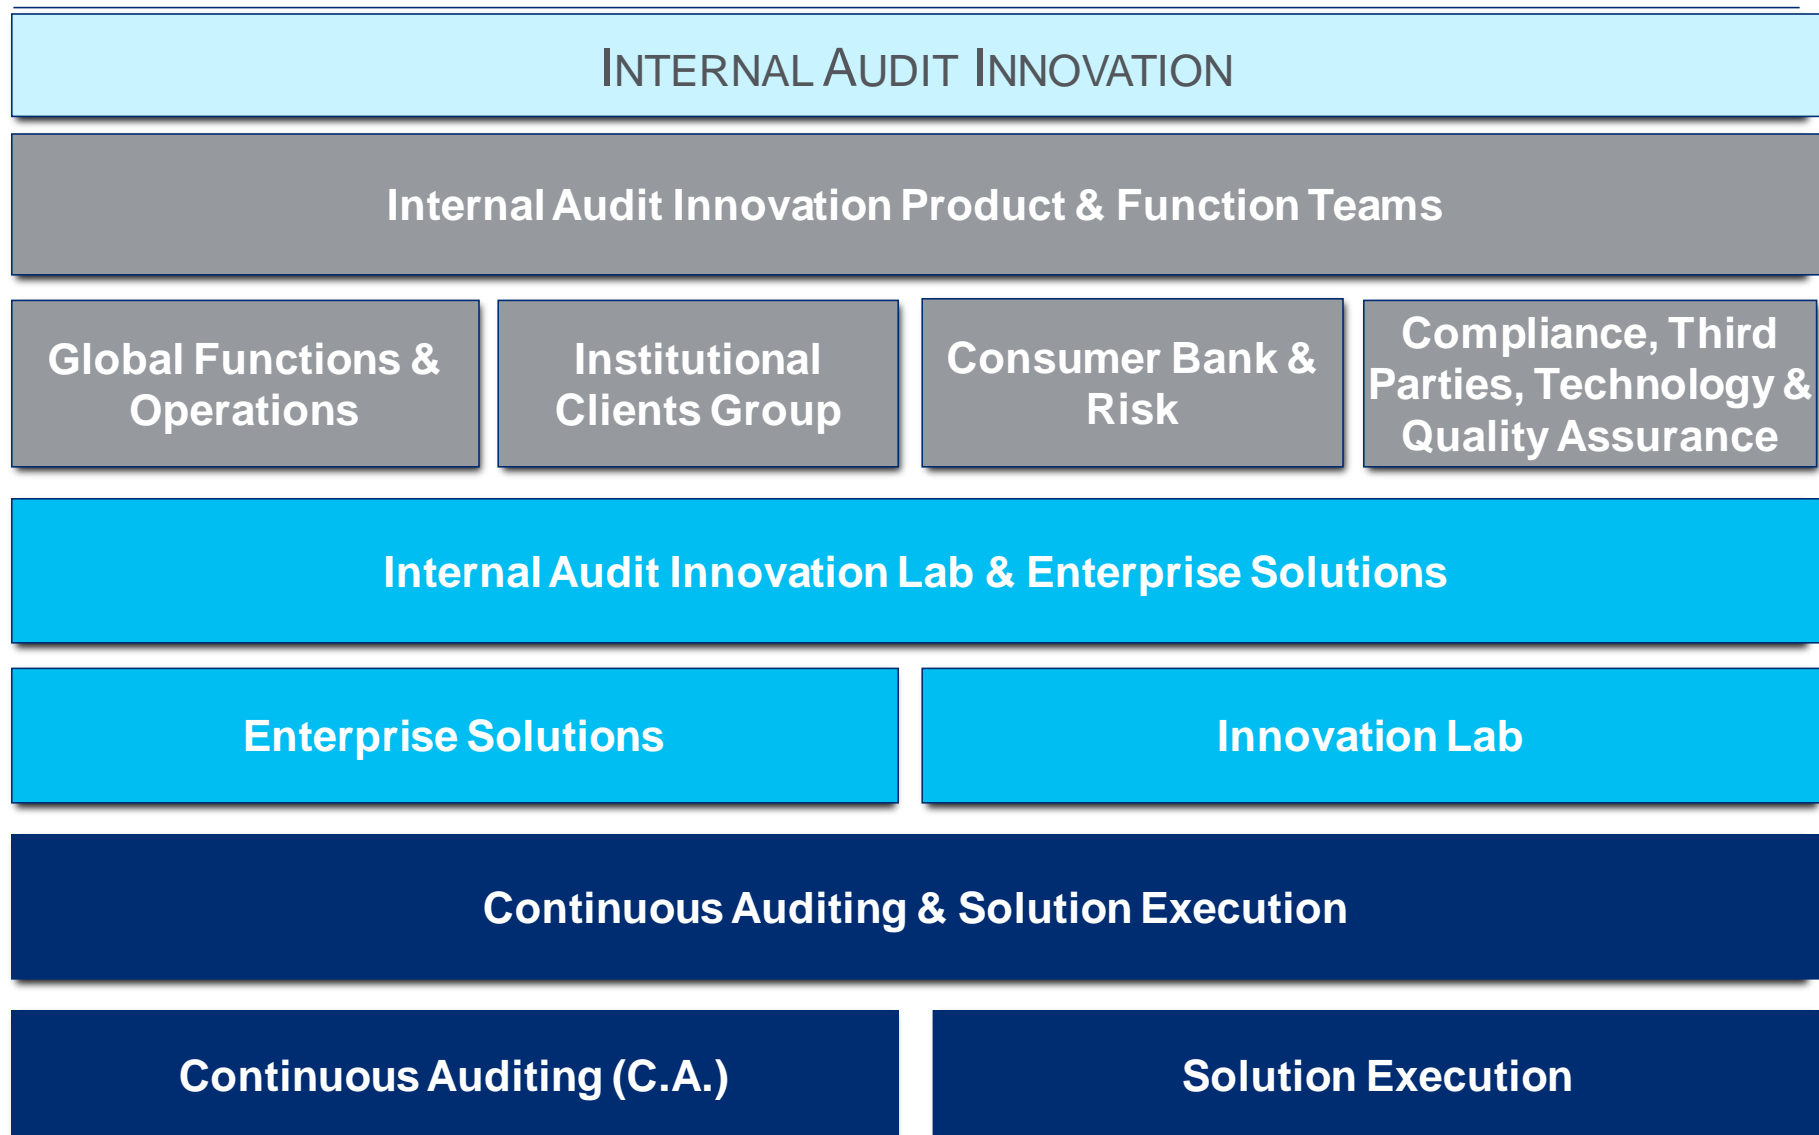 INTERNAL AUDIT INNOVATION
Internal Audit Innovation Product & Function Teams
Global Functions &
Operations
Institutional
Clients Group
Consumer Bank &
Risk
Compliance, Third
Parties, Technology &
Quality Assurance
Internal Audit Innovation Lab & Enterprise Solutions
Enterprise Solutions
Innovation Lab
Continuous Auditing & Solution Execution
Continuous Auditing (C.A.)
Solution Execution